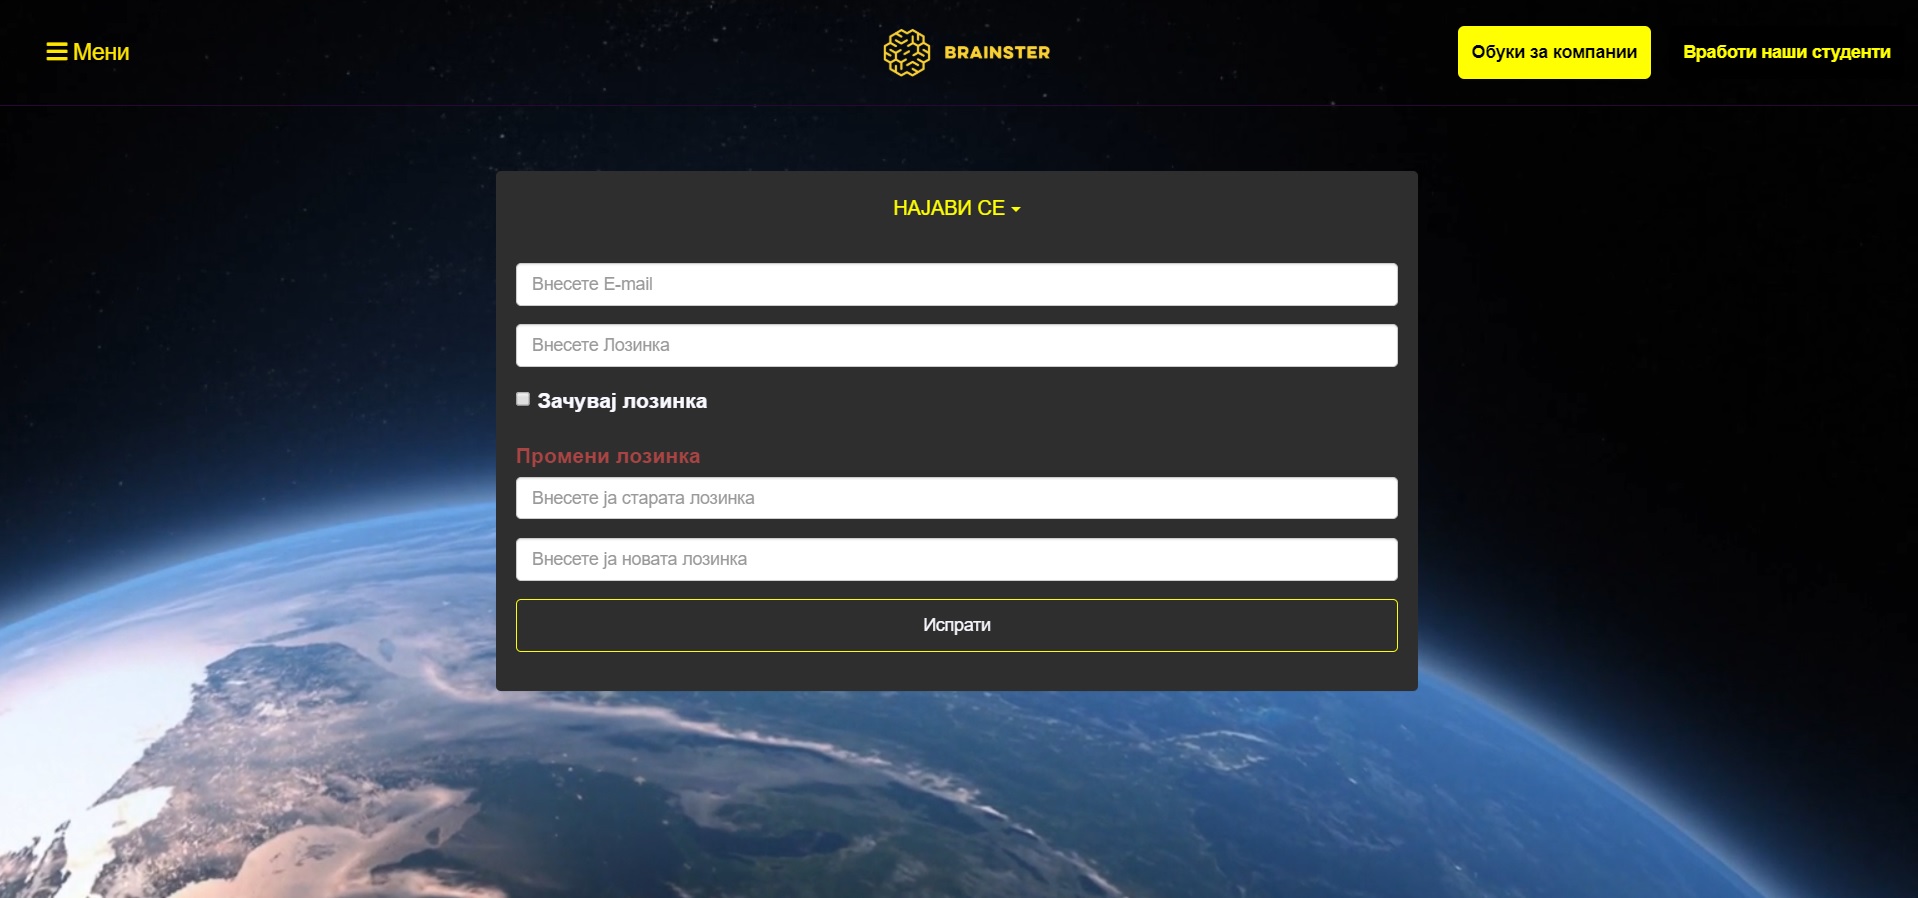 Мени
BRAINSTER
Обуки за компании
Вработи наши студенти
НАЈАВИ СЕ
Внесете E-mail
Внесете Лозинка
Зачувај лозинка
Промени лозинка
Внесете ја старата лозинка
Внесете ја новата лозинка
Испрати